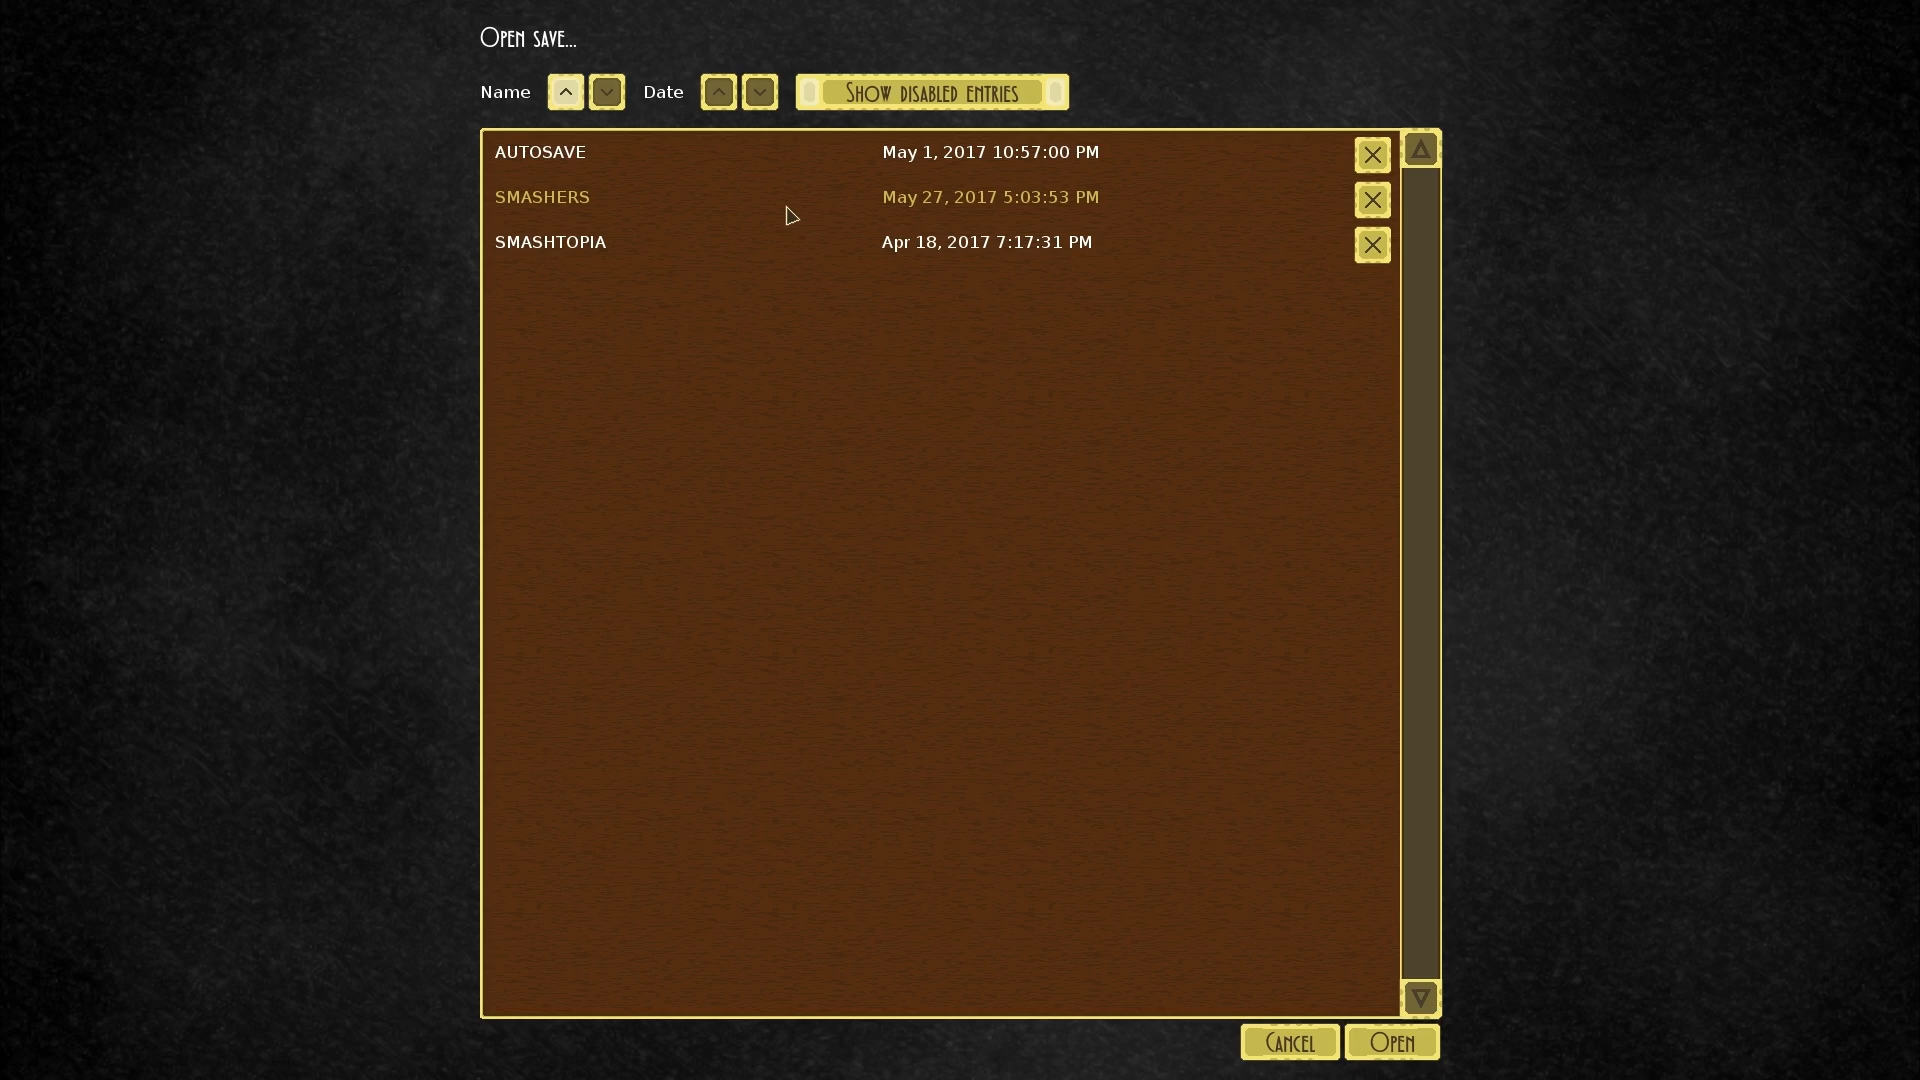 Open save...
Name Date Show disabled entries
AUTOSAVE May 1, 2017 10:57:00 PM
SMASHERS May 27, 2017 5:03:53 PM
SMASHTOPIA Apr 18, 2017 7:17:31 PM
Cancel Open